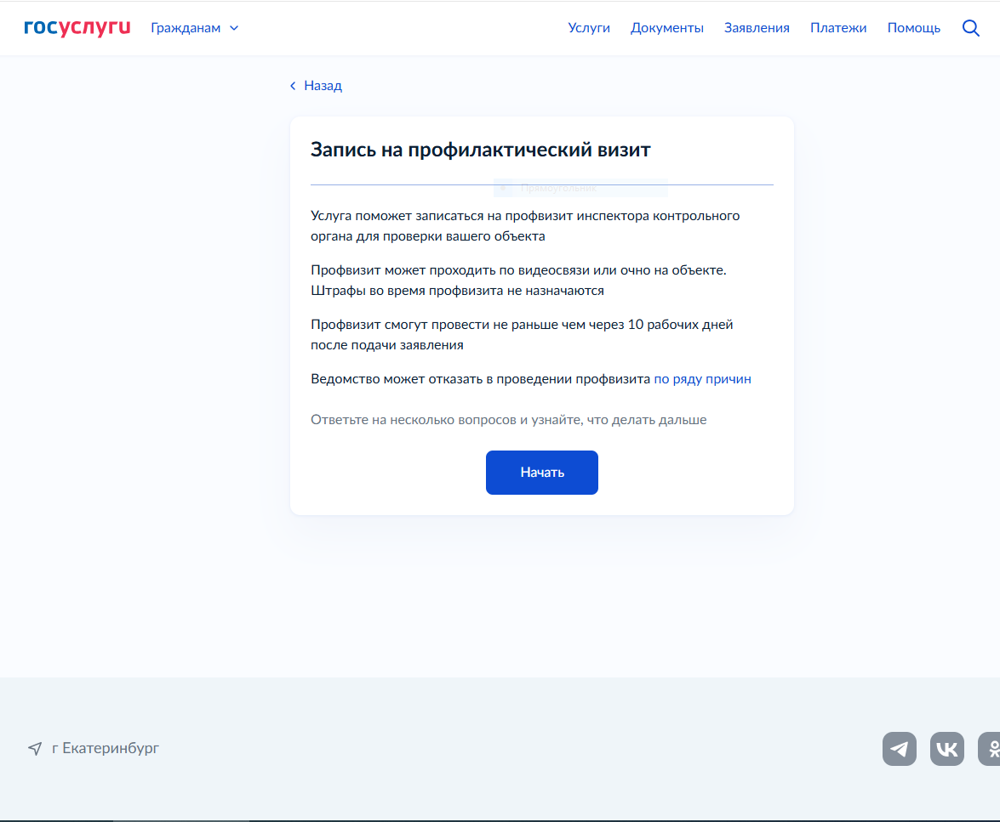 госуслуги Гражданам Услуги Документы Заявления Платежи Помощь
Назад
Запись на профилактический визит
Прямоугольник
Услуга поможет записаться на профвизит инспектора контрольного
органа для проверки вашего объекта
Профвизит может проходить по видеосвязи или очно на объекте.
Штрафы во время профвизита не назначаются
Профвизит смогут провести не раньше чем через 10 рабочих дней
после подачи заявления
Ведомство может отказать в проведении профвизита по ряду причин
Ответьте на несколько вопросов и узнайте, что делать дальше
Начать
г Екатеринбург